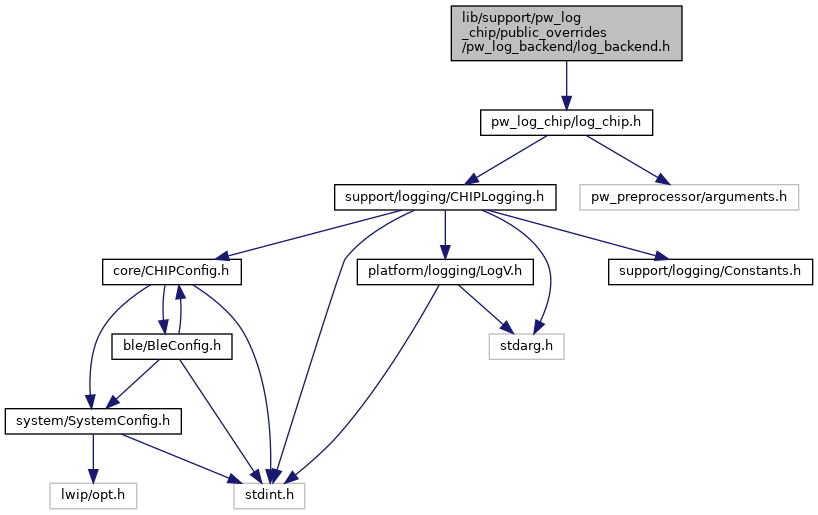 lib/support/pw_log
_chip/public_overrides
/pw_log_backend/log_backend.h
pw_log_chip/log_chip.h
support/logging/CHIPLogging.h
pw_preprocessor/arguments.h
core/CHIPConfig.h
platform/logging/LogV.h
support/logging/Constants.h
ble/BleConfig.h
stdarg.h
system/SystemConfig.h
lwip/opt.h
stdint.h